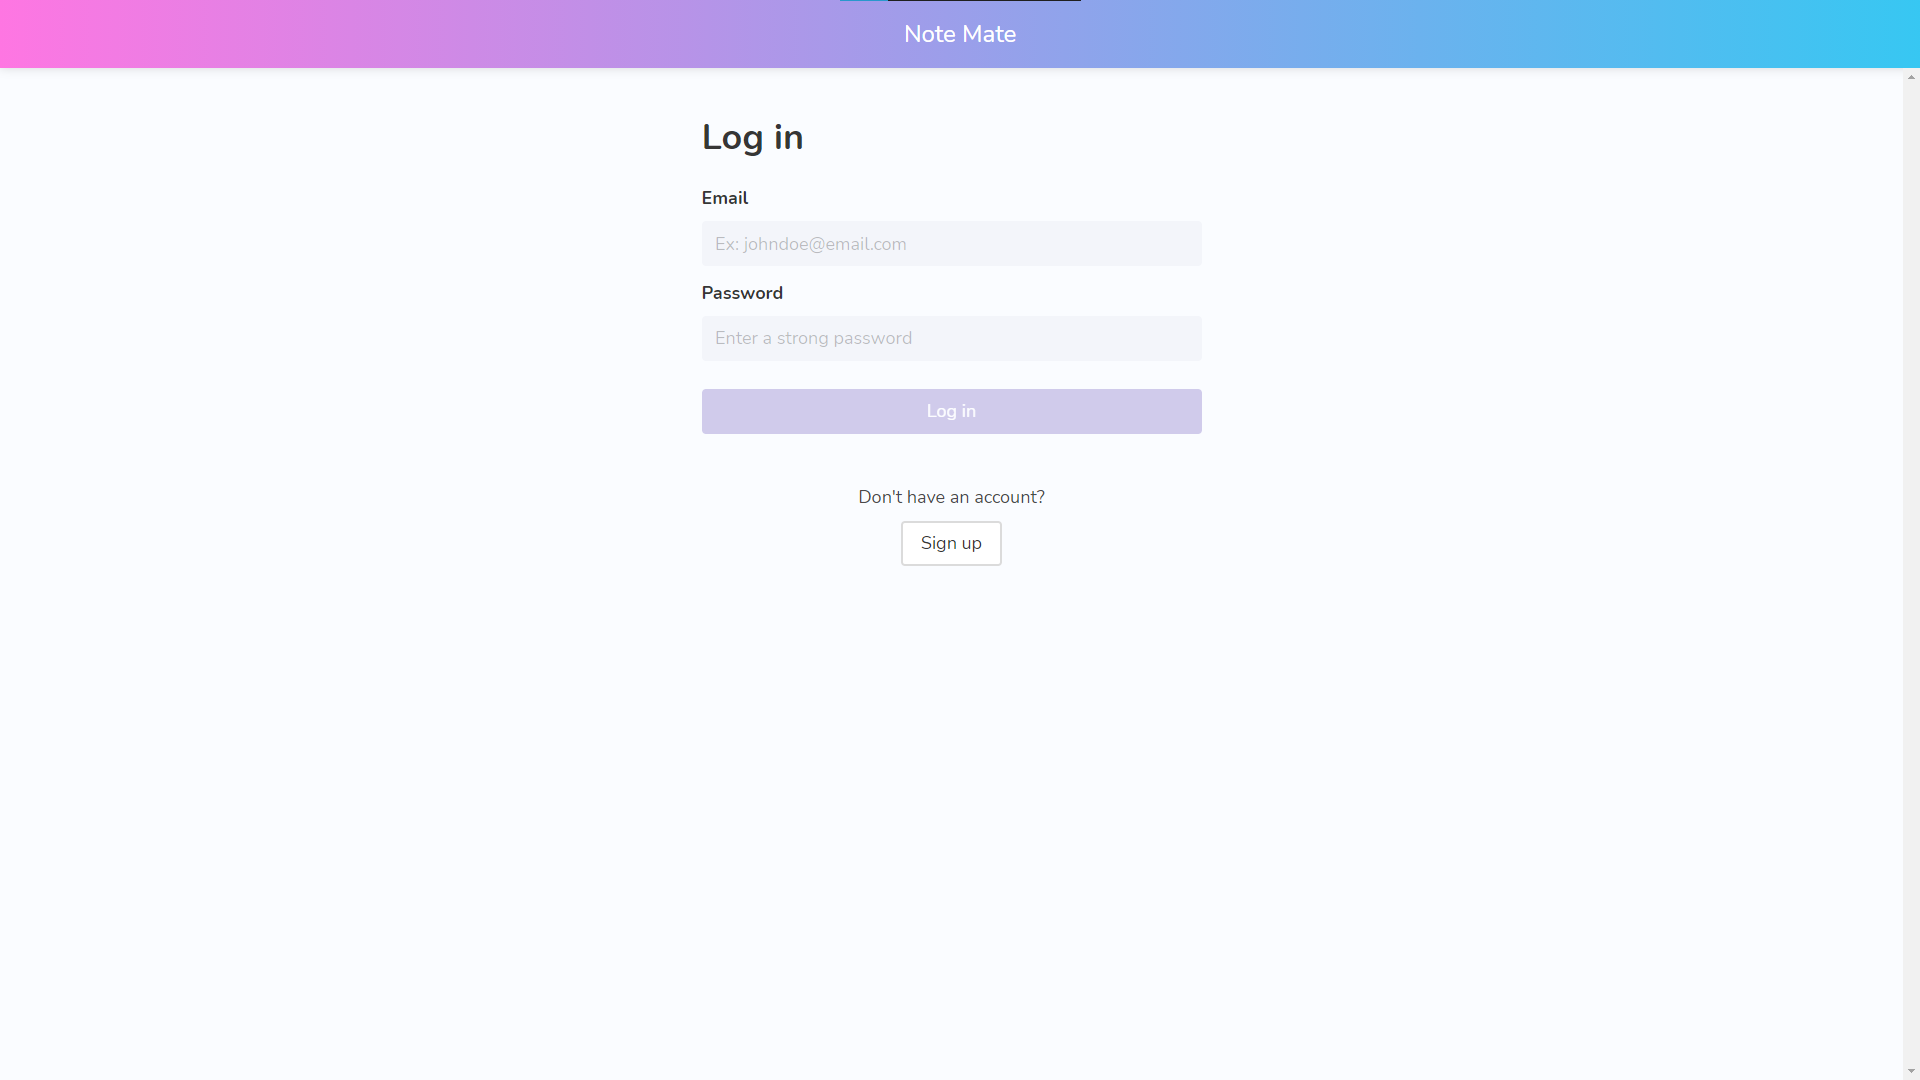 Note Mate
Log in
Email
Ex: johndoe@email.com
Password
Enter a strong password
Log in
Don't have an account?
Sign up